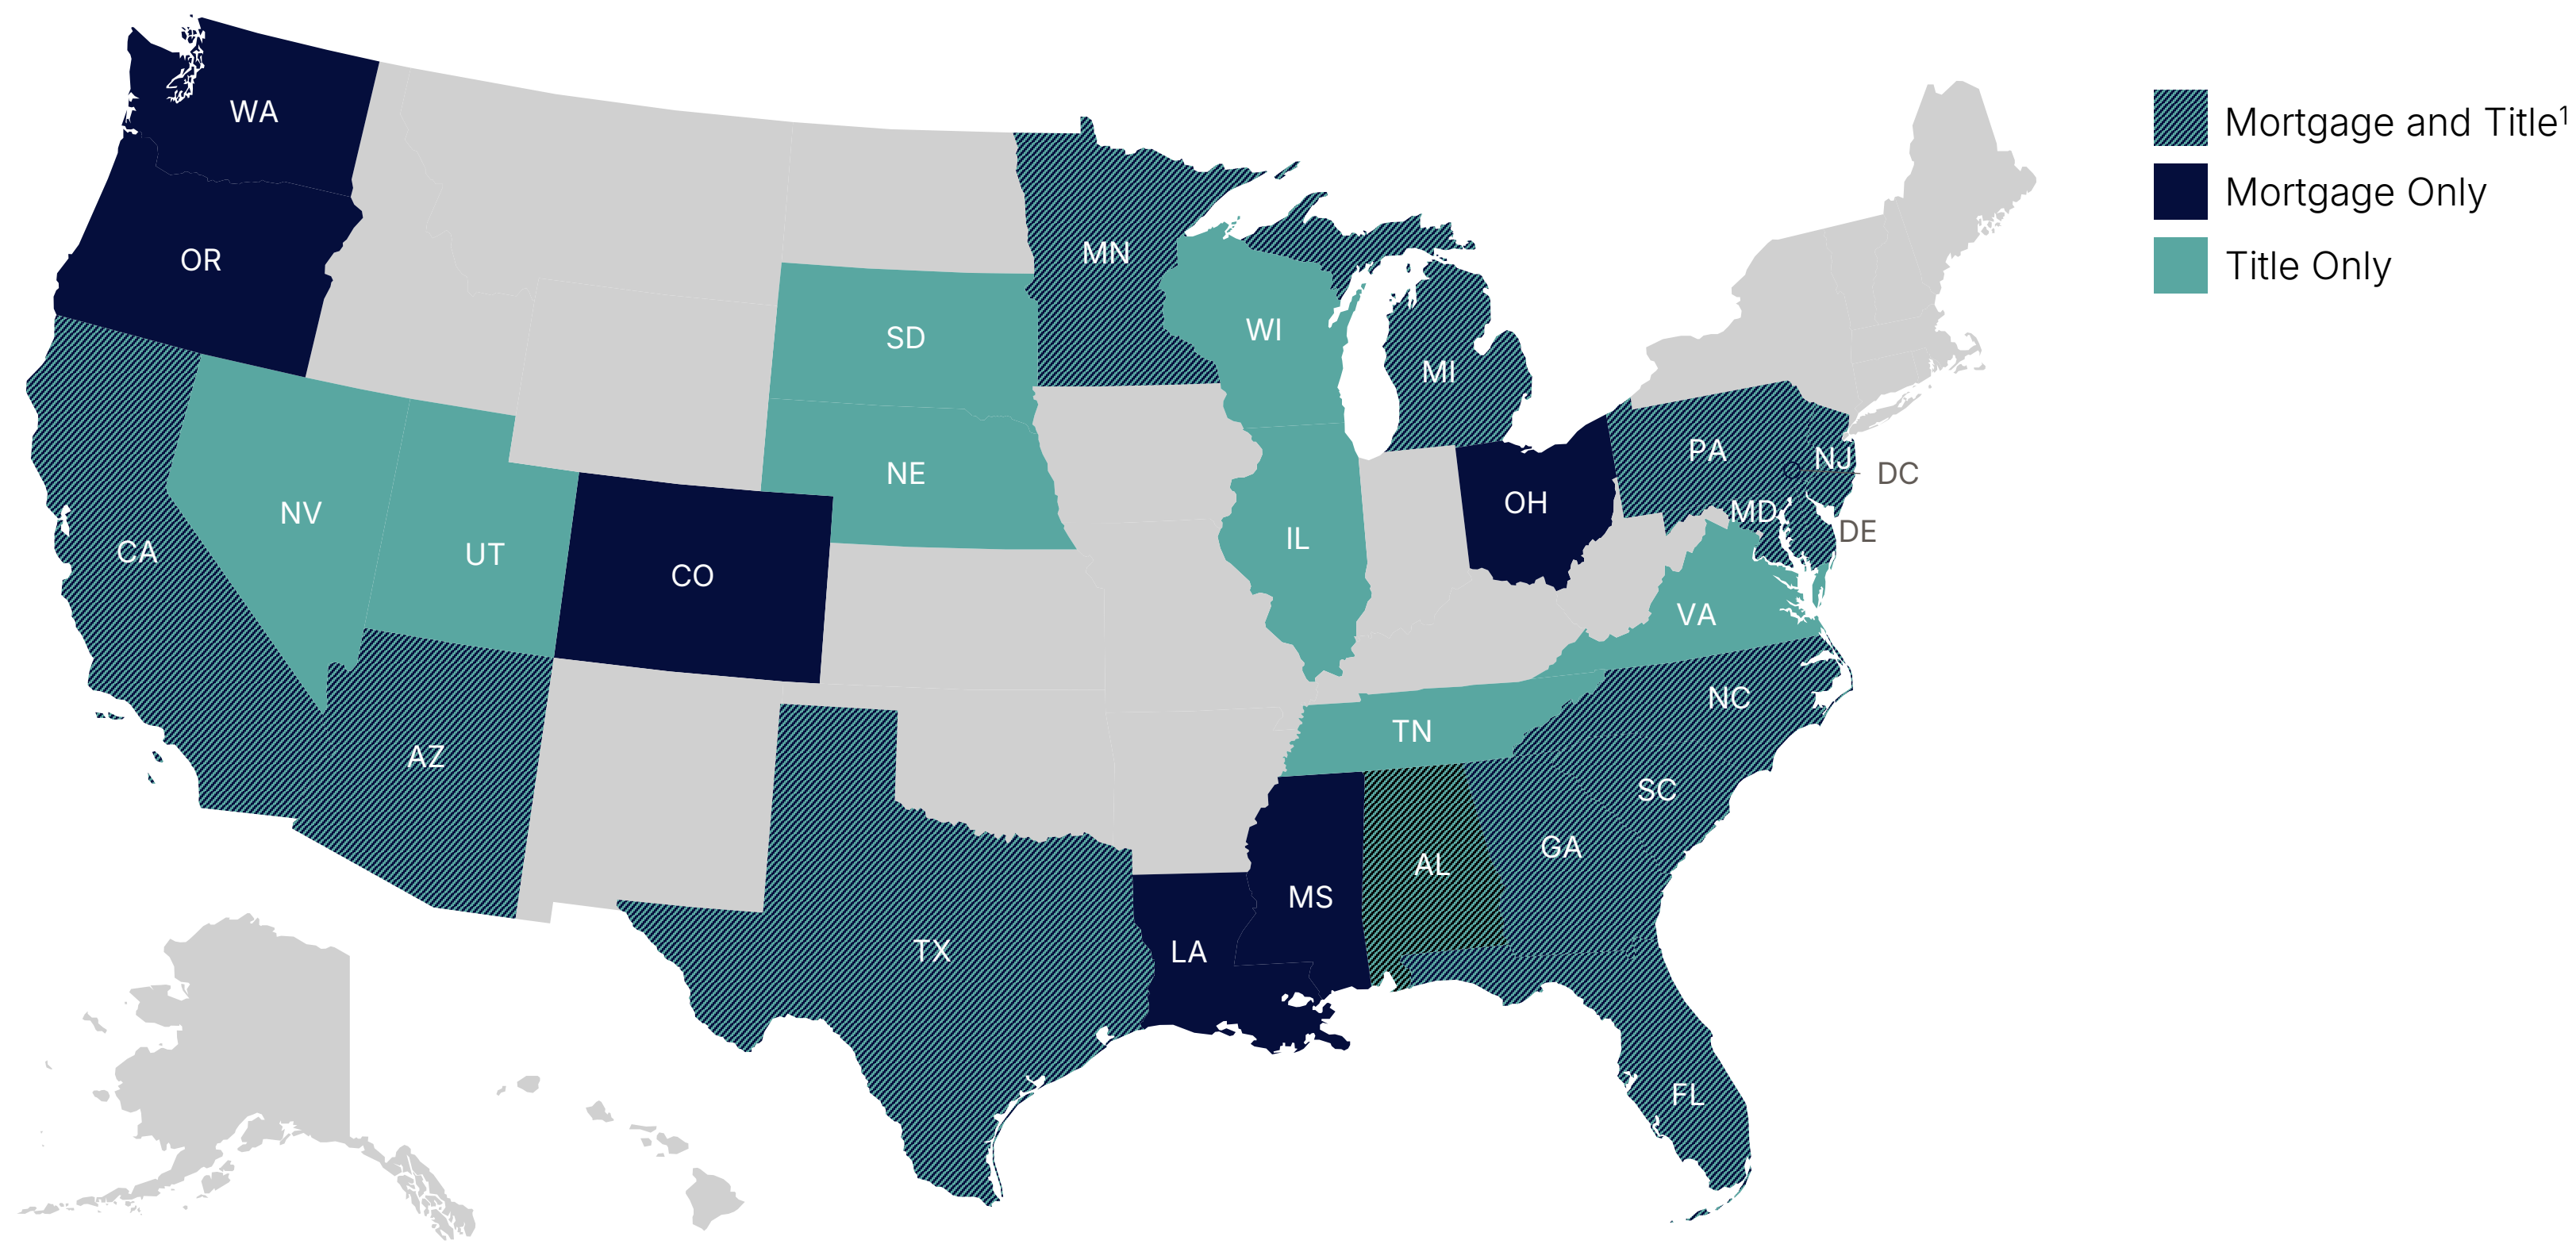 Mortgage and Title¹
Mortgage Only
Title Only
WA
OR
MN
SD
WI
MI
NE
PA
NJ
DC
NV
OH
MD
DE
UT
IL
CA
CO
VA
NC
TN
AZ
SC
GA
AL
MS
TX
LA
FL